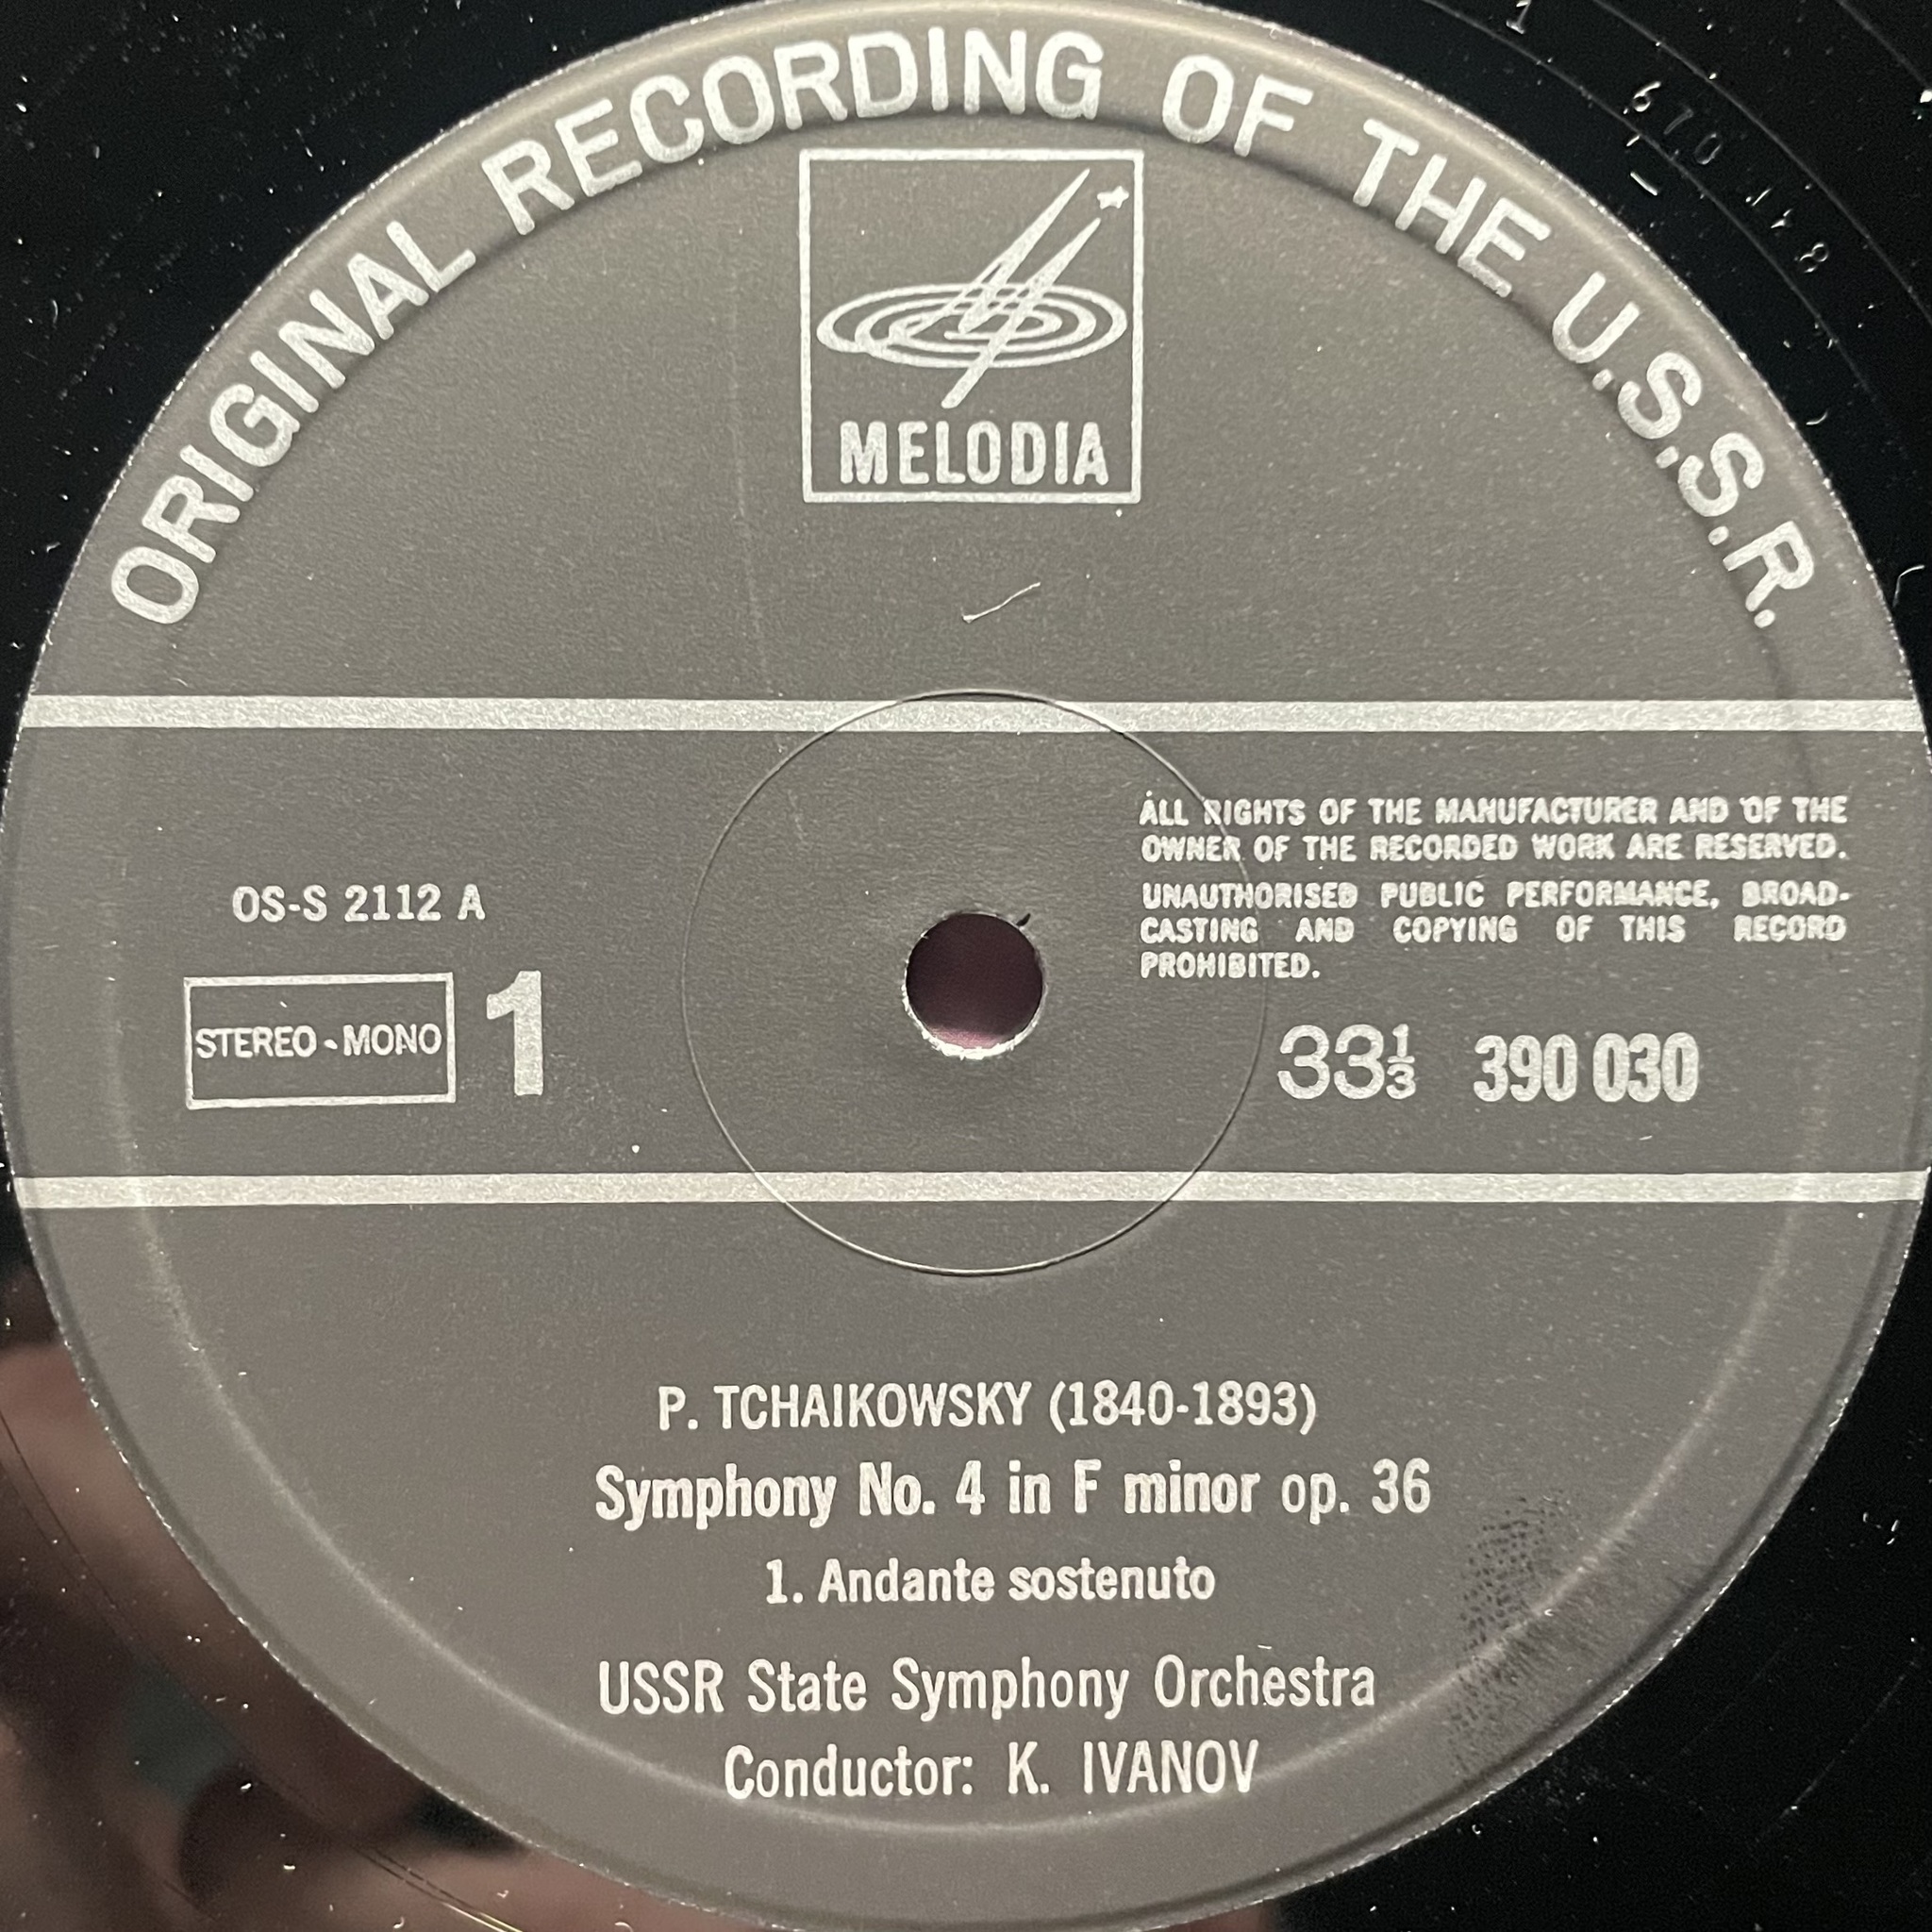 ORIGINAL RECORDING OF THE U.S.S.R.
MELODIA
ALL RIGHTS OF THE MANUFACTURER AND OF THE
OWNER OF THE RECORDED WORK ARE RESERVED.
UNAUTHORISED PUBLIC PERFORMANCE, BROAD-
CASTING AND COPYING OF THIS RECORD
PROHIBITED.
OS-S 2112 A
STEREO-MONO 1
33⅓ 390 030
P. TCHAIKOWSKY (1840-1893)
Symphony No. 4 in F minor op. 36
1. Andante sostenuto
USSR State Symphony Orchestra
Conductor: K. IVANOV